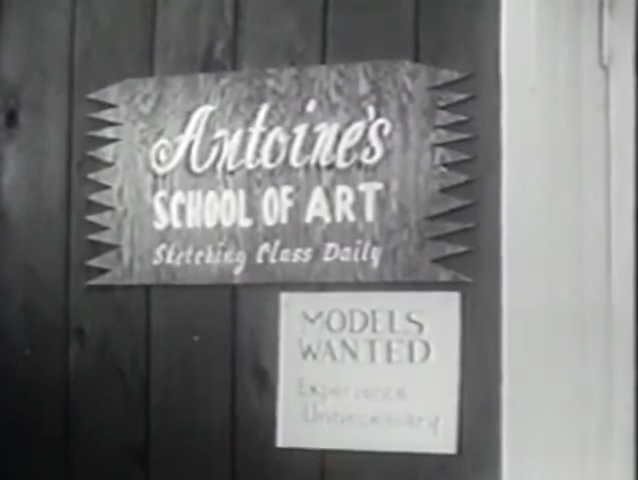 Antoine's
SCHOOL OF ART
Sketching Class Daily
MODELS
WANTED
Experience
Unnecessary